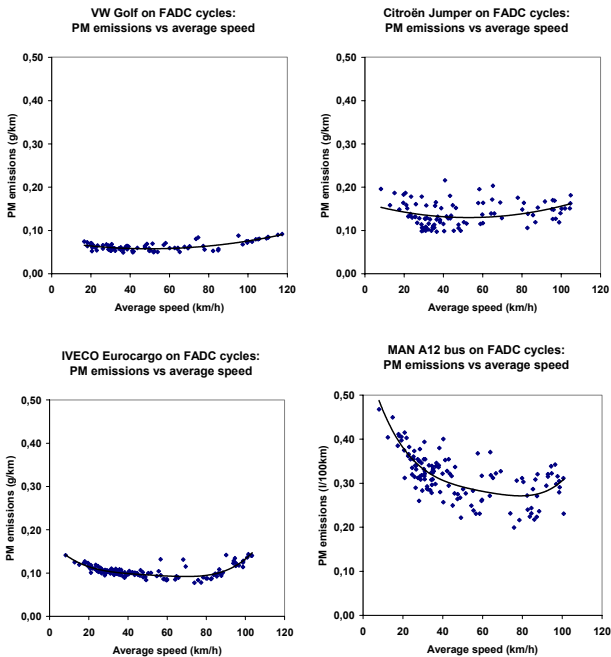 VW Golf on FADC cycles:
PM emissions vs average speed
0,50
0,40
0,30
0,20
0,10
0,00
0 20 40 60 80 100 120
PM emissions (g/km)
Average speed (km/h)
Citroën Jumper on FADC cycles:
PM emissions vs average speed
0,50
0,40
0,30
0,20
0,10
0,00
0 20 40 60 80 100 120
PM emissions (g/km)
Average speed (km/h)
IVECO Eurocargo on FADC cycles:
PM emissions vs average speed
0,50
0,40
0,30
0,20
0,10
0,00
0 20 40 60 80 100 120
PM emissions (g/km)
Average speed (km/h)
MAN A12 bus on FADC cycles:
PM emissions vs average speed
0,50
0,40
0,30
0,20
0,10
0,00
0 20 40 60 80 100 120
PM emissions (l/100km)
Average speed (km/h)